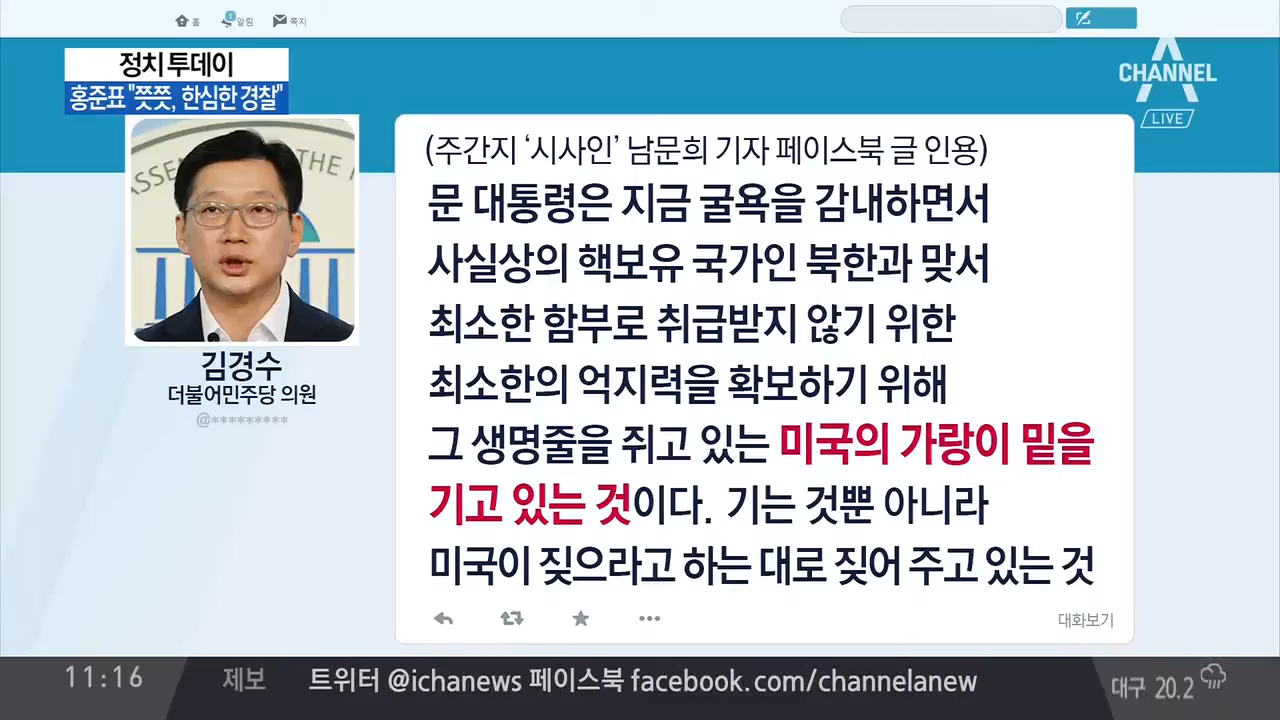 홈
1
알림
쪽지
정치 투데이
홍준표 "쯧쯧, 한심한 경찰"
CHANNEL
LIVE
ASSEM
THE
김경수
더불어민주당 의원
@*********
(주간지 ‘시사인’ 남문희 기자 페이스북 글 인용)
문 대통령은 지금 굴욕을 감내하면서
사실상의 핵보유 국가인 북한과 맞서
최소한 함부로 취급받지 않기 위한
최소한의 억지력을 확보하기 위해
그 생명줄을 쥐고 있는 미국의 가랑이 밑을
기고 있는 것이다. 기는 것뿐 아니라
미국이 짖으라고 하는 대로 짖어 주고 있는 것
대화보기
11:16
제보
트위터 @ichanews 페이스북 facebook.com/channelanew
대구 20.2